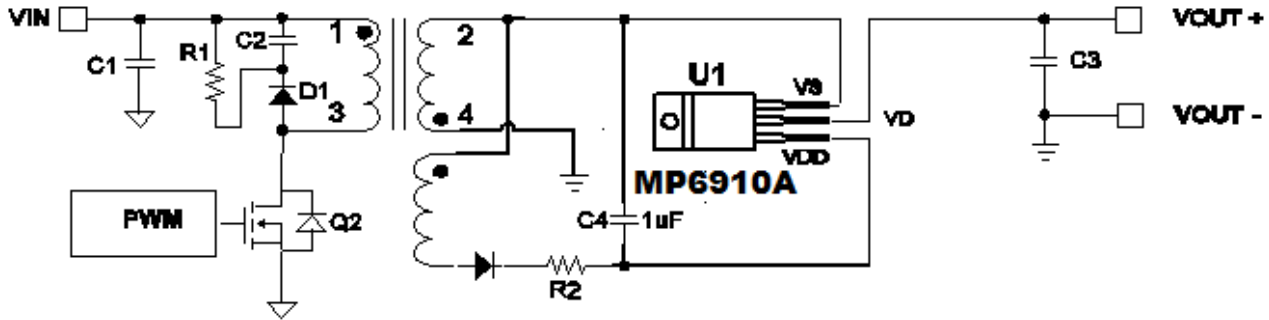 VIN
VOUT +
C1
R1
C2
D1
1
3
2
4
U1
VS
VD
VDD
MP6910A
C3
VOUT -
PWM
Q2
C4
1uF
R2